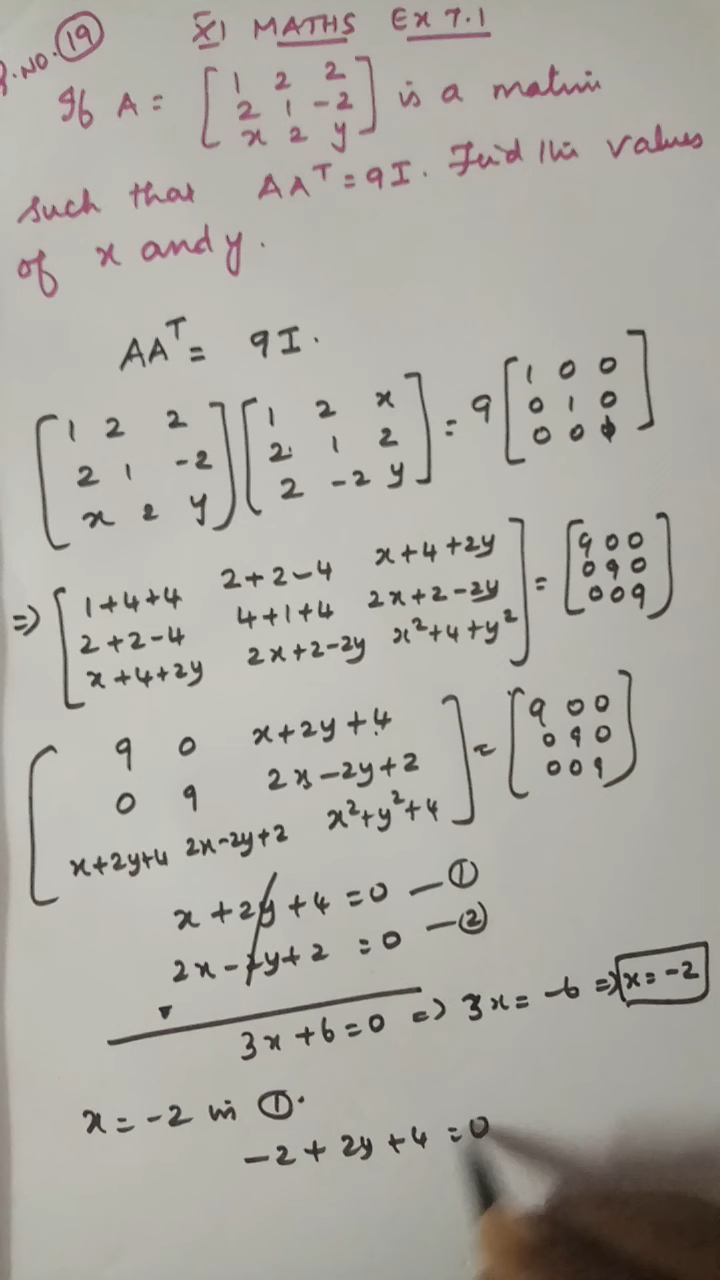 XI MATHS Ex 7.1
Q.NO. 19
If A = [1 2 2
2 1 -2
x 2 y] is a matrix
such that AAT = 9I. Find the values
of x and y.
AAT = 9I.
[1 2 2
2 1 -2
x 2 y] [1 2 x
2 1 2
2 -2 y] = 9 [1 0 0
0 1 0
0 0 1]
=> [1+4+4 2+2-4 x+4+2y
2+2-4 4+1+4 2x+2-2y
x+4+2y 2x+2-2y x²+4+y²] = [9 0 0
0 9 0
0 0 9]
[9 0 x+2y+4
0 9 2x-2y+2
x+2y+4 2x-2y+2 x²+y²+4] = [9 0 0
0 9 0
0 0 9]
x+2y+4=0 — ①
2x-2y+2 =0 — ②
3x+6=0 => 3x = -6 => x=-2
x=-2 in ①.
-2+2y+4=0